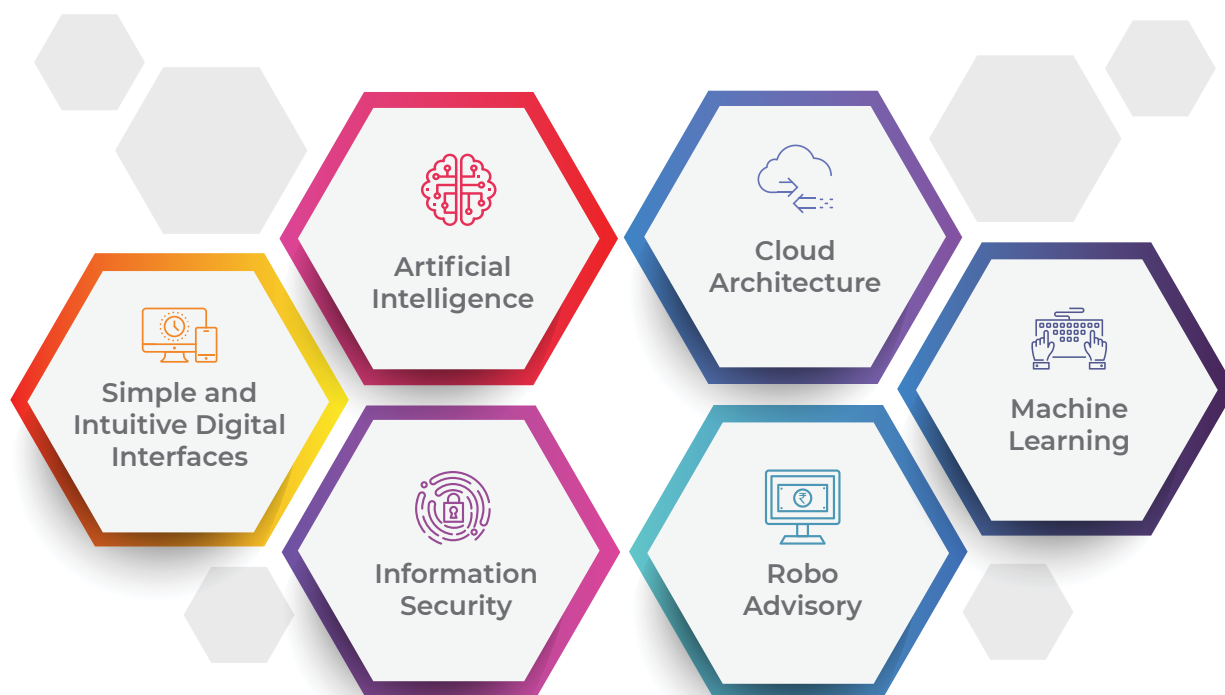 Artificial
Intelligence
Cloud
Architecture
Simple and
Intuitive Digital
Interfaces
Machine
Learning
Information
Security
₹
Robo
Advisory